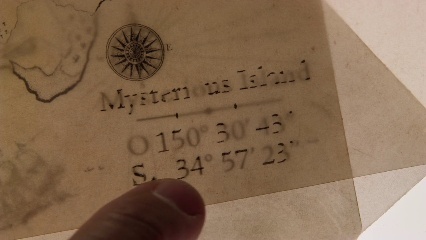 E
Mysterious Island
O 150° 30' 43"
S. 34° 57' 23"